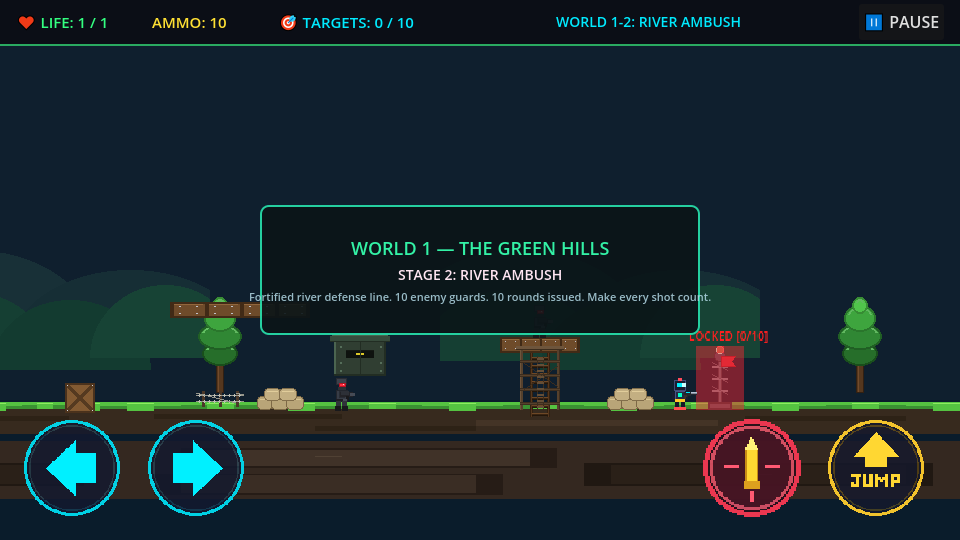 LIFE: 1 / 1
AMMO: 10
TARGETS: 0 / 10
WORLD 1-2: RIVER AMBUSH
PAUSE
WORLD 1 — THE GREEN HILLS
STAGE 2: RIVER AMBUSH
Fortified river defense line. 10 enemy guards. 10 rounds issued. Make every shot count.
LOCKED [0/10]
JUMP